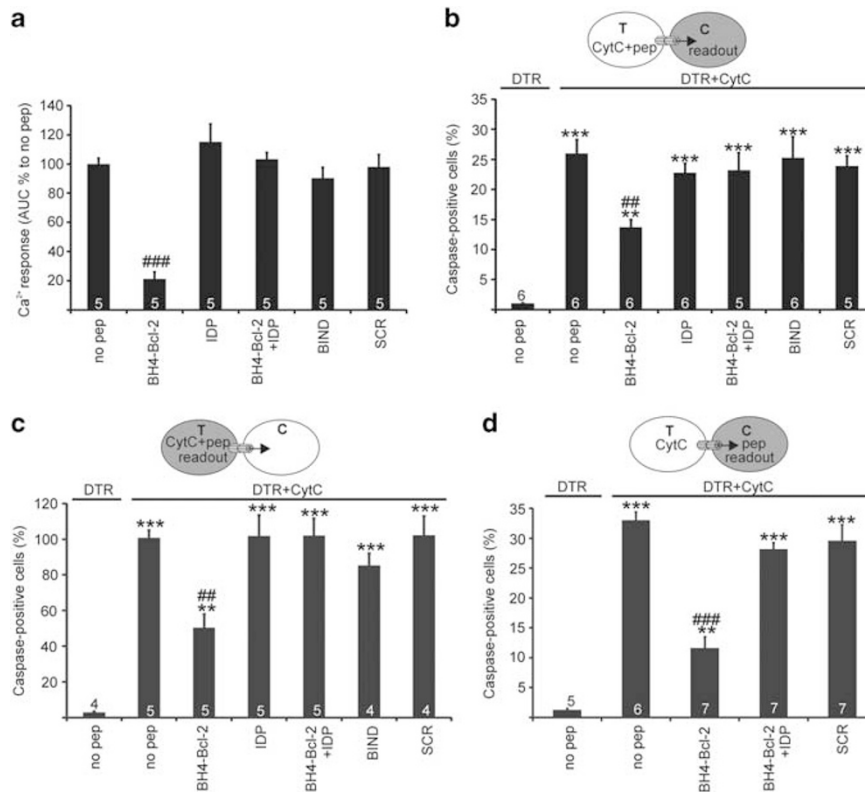 a
Ca²⁺ response (AUC % to no pep)
140
120
100
80
60
40
20
###
5
5
5
5
5
5
no pep
BH4-Bcl-2
IDP
BH4-Bcl-2
+IDP
BIND
SCR
b
T
CytC+pep
C
readout
DTR
DTR+CytC
Caspase-positive cells (%)
35
30
25
20
15
10
5
***
##
**
***
***
***
***
6
6
6
6
5
6
5
no pep
no pep
BH4-Bcl-2
IDP
BH4-Bcl-2
+IDP
BIND
SCR
c
T
CytC+pep
readout
C
DTR
DTR+CytC
Caspase-positive cells (%)
120
100
80
60
40
20
***
##
**
***
***
***
***
4
5
5
5
5
4
4
no pep
no pep
BH4-Bcl-2
IDP
BH4-Bcl-2
+IDP
BIND
SCR
d
T
CytC
C
pep
readout
DTR
DTR+CytC
Caspase-positive cells (%)
35
30
25
20
15
10
5
***
###
**
***
***
5
6
7
7
7
no pep
no pep
BH4-Bcl-2
BH4-Bcl-2
+IDP
SCR